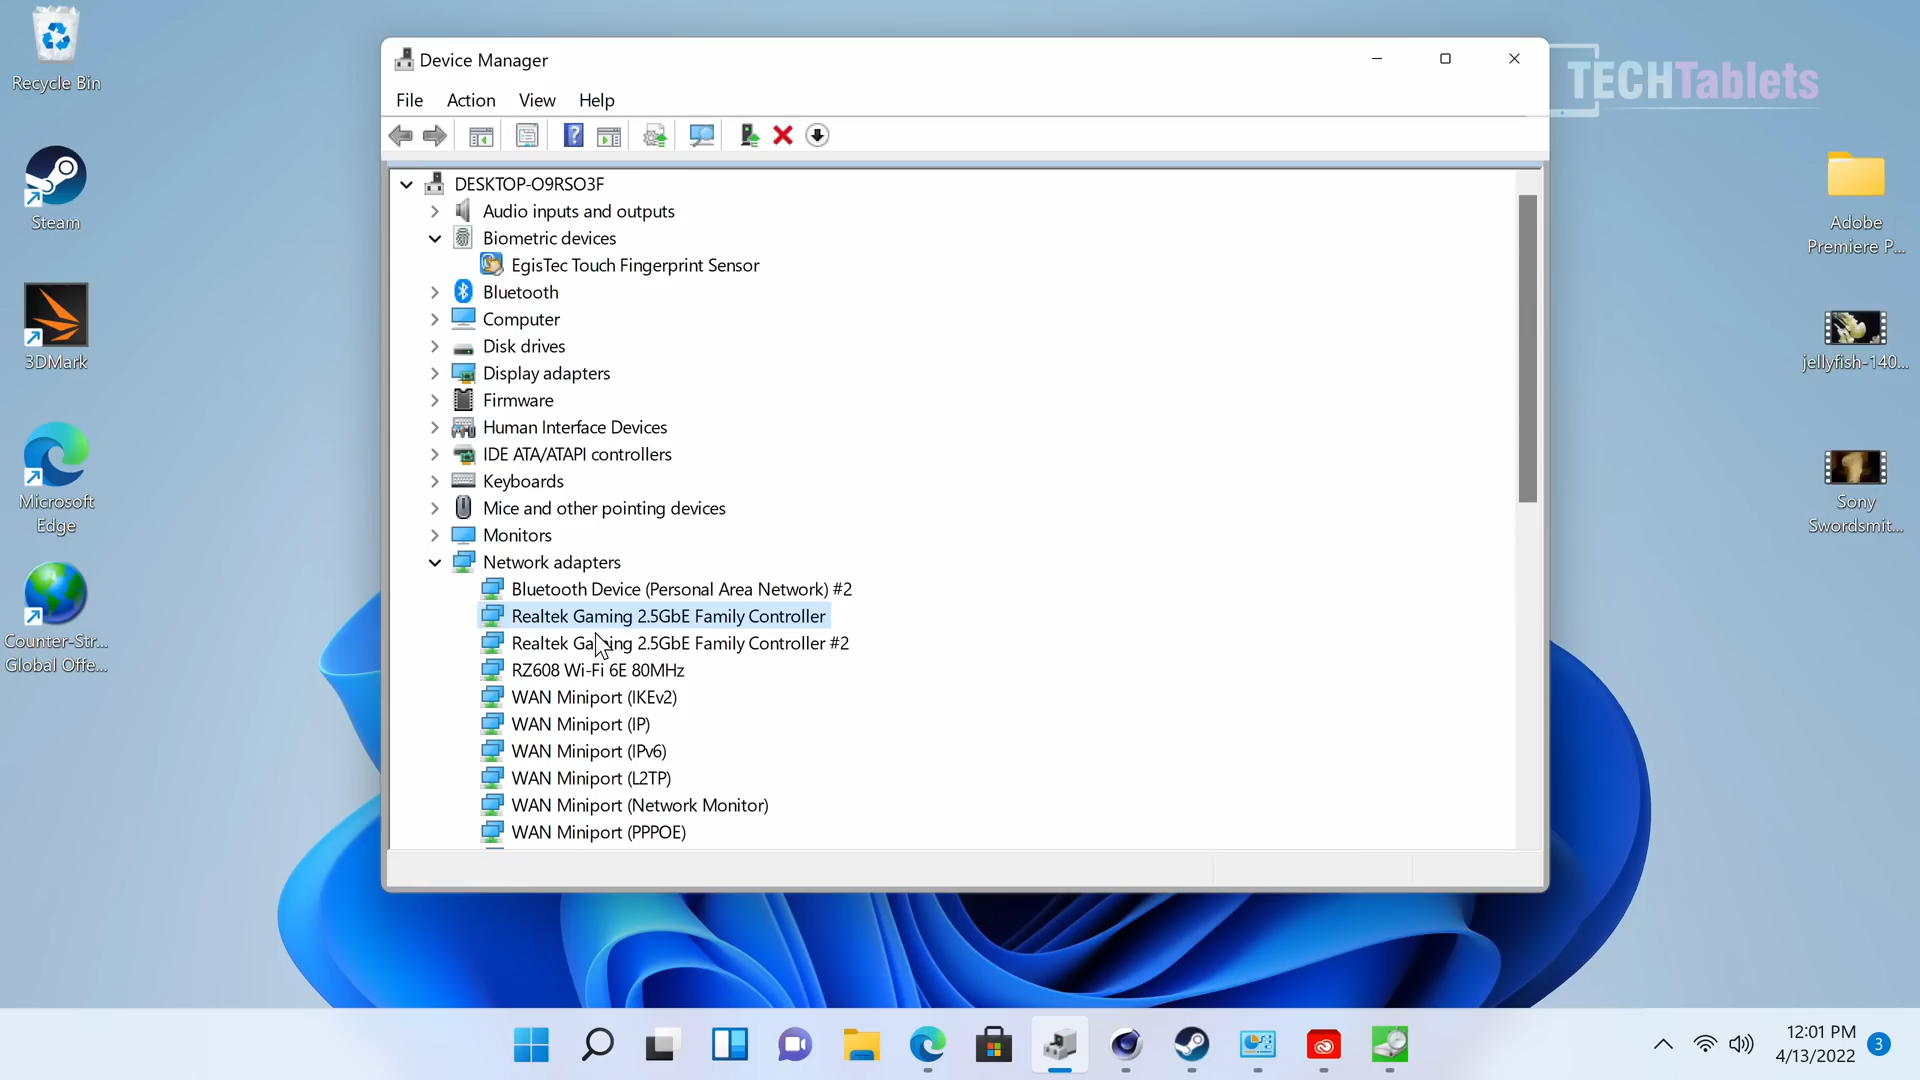 Recycle Bin
Steam
3DMark
Microsoft
Edge
Counter-Str...
Global Offe...
Device Manager
File Action View Help
DESKTOP-O9RSO3F
Audio inputs and outputs
Biometric devices
EgisTec Touch Fingerprint Sensor
Bluetooth
Computer
Disk drives
Display adapters
Firmware
Human Interface Devices
IDE ATA/ATAPI controllers
Keyboards
Mice and other pointing devices
Monitors
Network adapters
Bluetooth Device (Personal Area Network) #2
Realtek Gaming 2.5GbE Family Controller
Realtek Gaming 2.5GbE Family Controller #2
RZ608 Wi-Fi 6E 80MHz
WAN Miniport (IKEv2)
WAN Miniport (IP)
WAN Miniport (IPv6)
WAN Miniport (L2TP)
WAN Miniport (Network Monitor)
WAN Miniport (PPPOE)
TECHTablets
Adobe
Premiere P...
jellyfish-140...
Sony
Swordsmit...
12:01 PM
4/13/2022
3